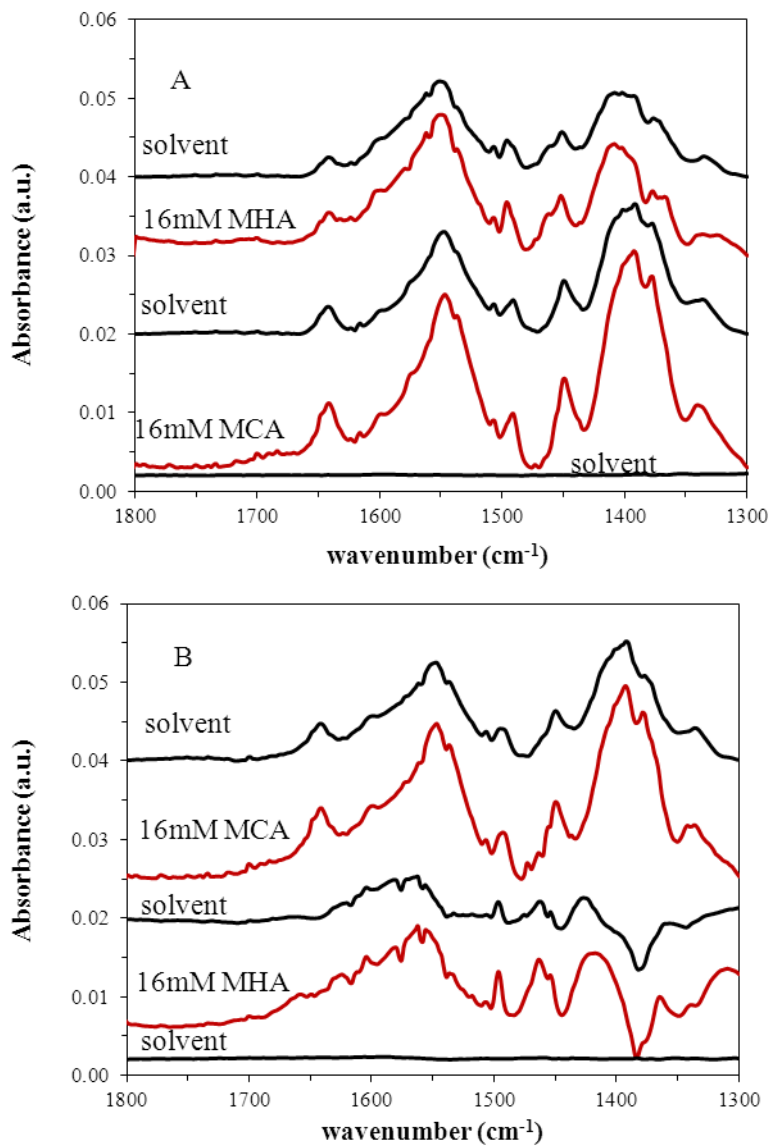 0.06
A
0.05
solvent
0.04
16mM MHA
0.03
solvent
0.02
0.01
16mM MCA
solvent
0.00
1800 1700 1600 1500 1400 1300
Absorbance (a.u.)
wavenumber (cm-1)
0.06
B
0.05
solvent
0.04
16mM MCA
0.03
solvent
0.02
16mM MHA
0.01
solvent
0.00
1800 1700 1600 1500 1400 1300
Absorbance (a.u.)
wavenumber (cm-1)